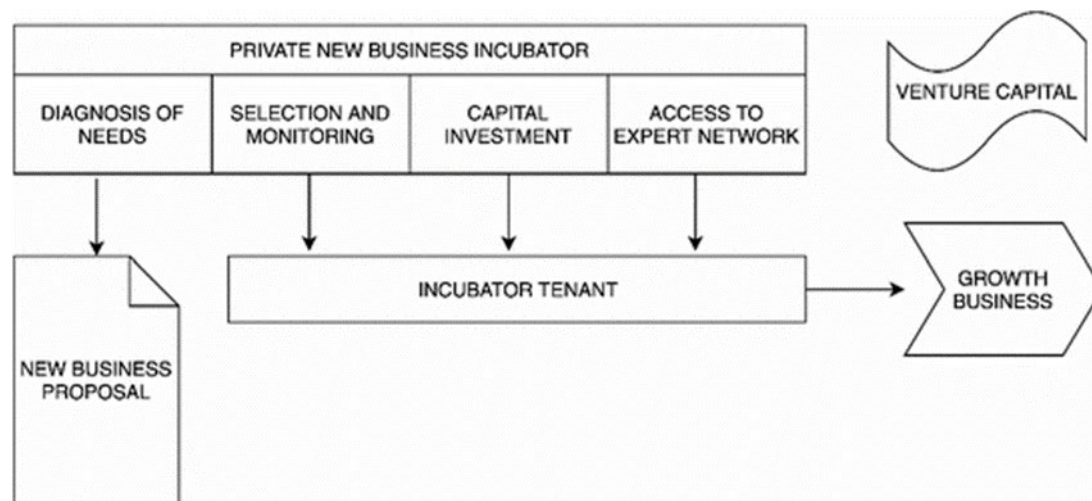 PRIVATE NEW BUSINESS INCUBATOR
DIAGNOSIS OF
NEEDS
SELECTION AND
MONITORING
CAPITAL
INVESTMENT
ACCESS TO
EXPERT NETWORK
VENTURE CAPITAL
INCUBATOR TENANT
GROWTH
BUSINESS
NEW BUSINESS
PROPOSAL